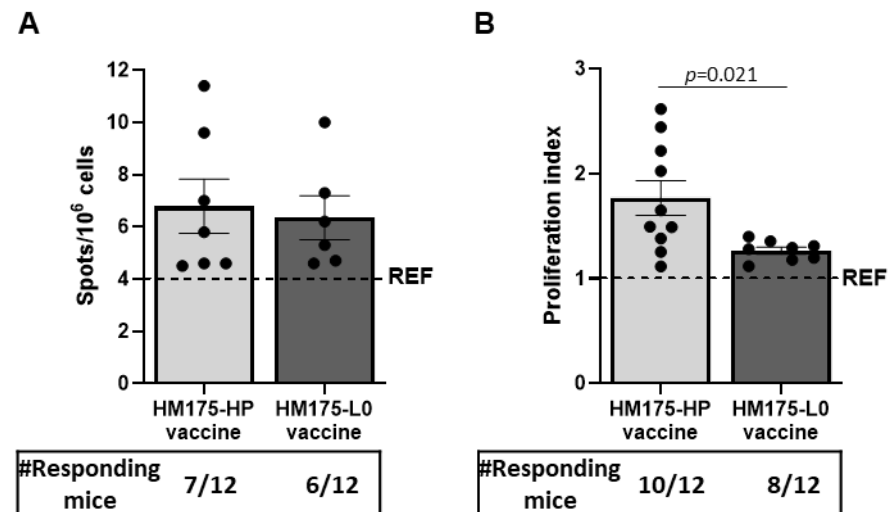 A
Spots/10⁶ cells
12
10
8
6
4
2
0
REF
HM175-HP
vaccine
HM175-L0
vaccine
#Responding
mice
7/12
6/12
B
Proliferation index
3
2
1
0
p=0.021
REF
HM175-HP
vaccine
HM175-L0
vaccine
#Responding
mice
10/12
8/12